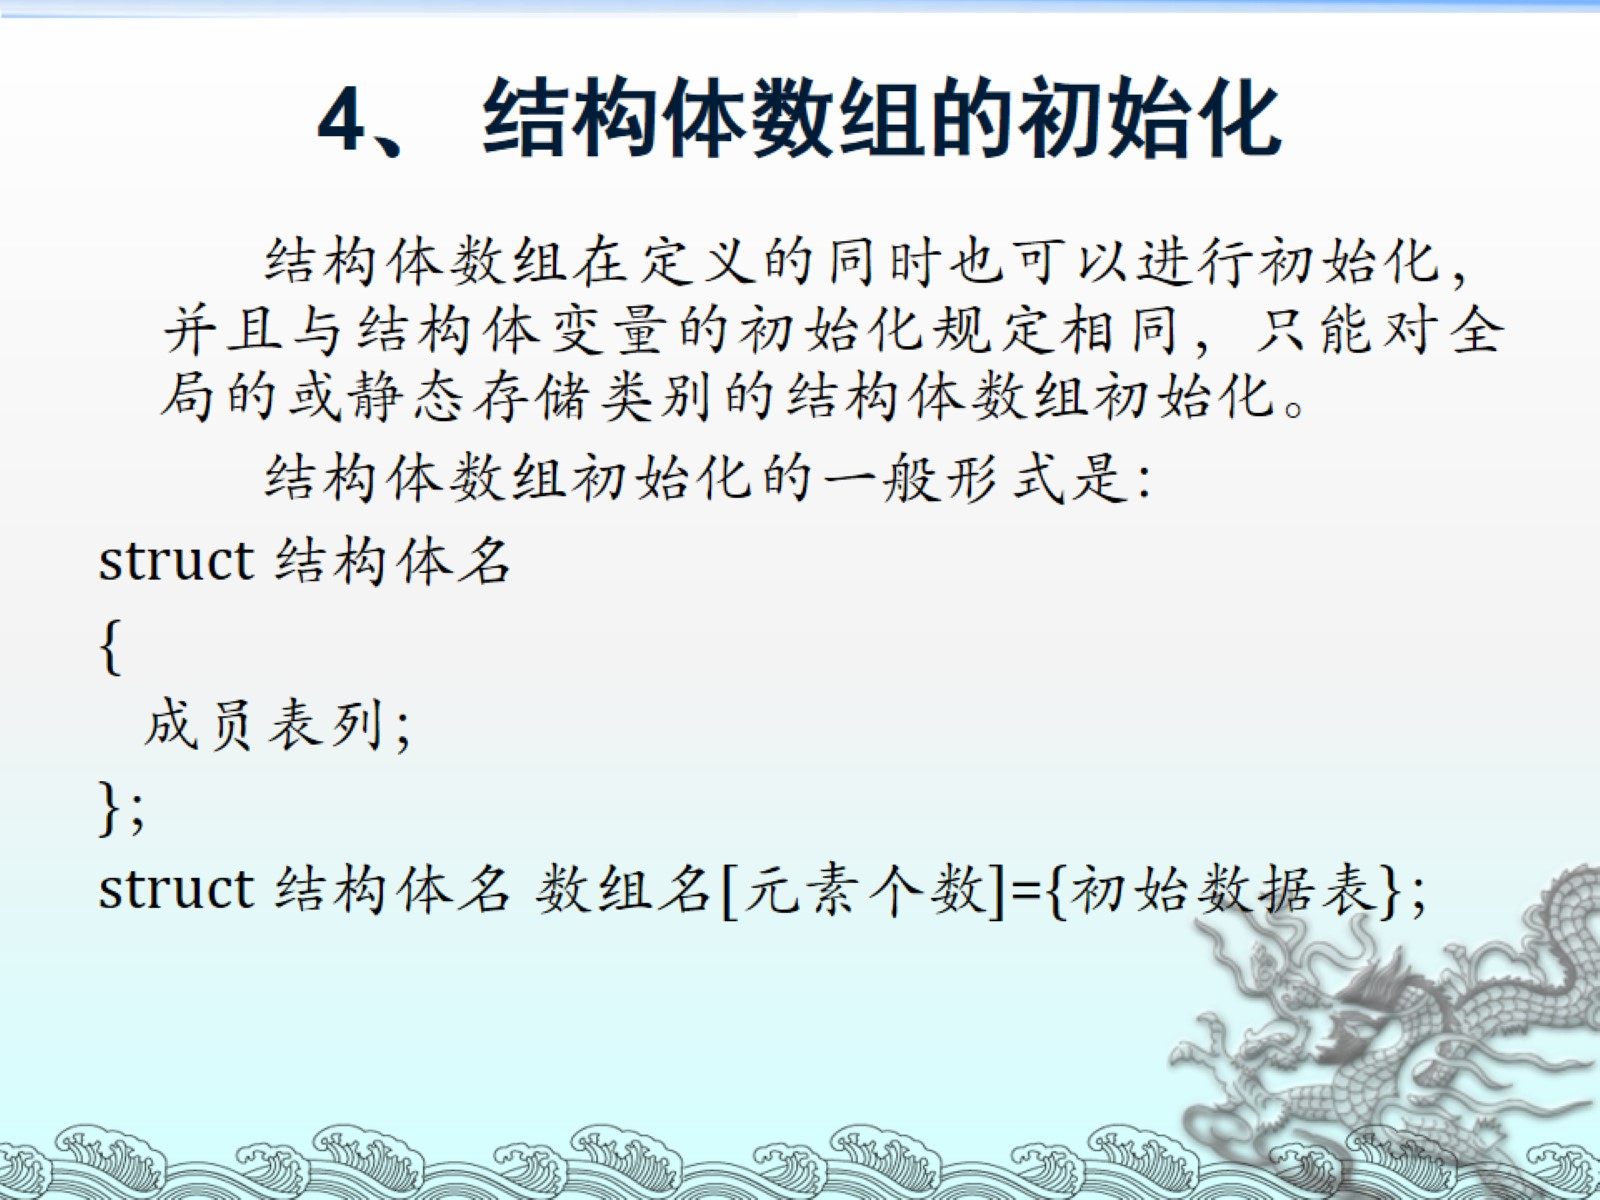 4、 结构体数组的初始化
结构体数组在定义的同时也可以进行初始化，
并且与结构体变量的初始化规定相同，只能对全
局的或静态存储类别的结构体数组初始化。
结构体数组初始化的一般形式是：
struct 结构体名
{
成员表列；
}；
struct 结构体名 数组名[元素个数]={初始数据表}；